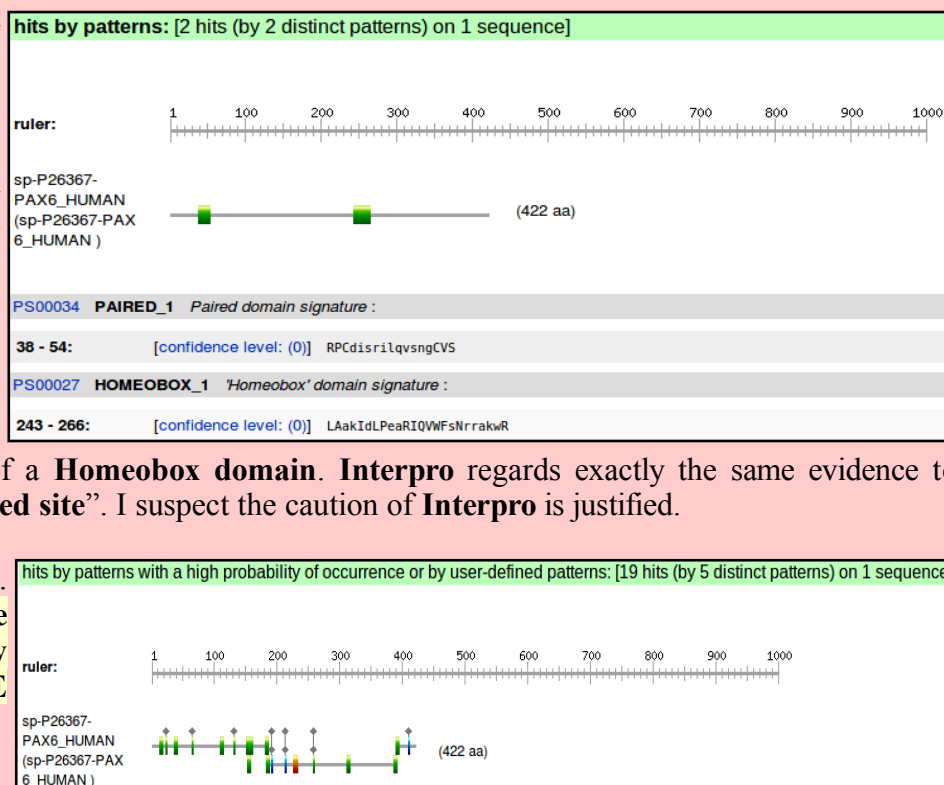 hits by patterns: [2 hits (by 2 distinct patterns) on 1 sequence]
ruler: 1 100 200 300 400 500 600 700 800 900 1000
sp-P26367-
PAX6_HUMAN
(sp-P26367-PAX
6_HUMAN )
(422 aa)
PS00034 PAIRED_1 Paired domain signature :
38 - 54: [confidence level: (0)] RPCdisrilqvsngCVS
PS00027 HOMEOBOX_1 'Homeobox' domain signature :
243 - 266: [confidence level: (0)] LAakIdLPeaRIQVWFsNrrakwR
of a Homeobox domain. Interpro regards exactly the same evidence to
ed site”. I suspect the caution of Interpro is justified.
hits by patterns with a high probability of occurrence or by user-defined patterns: [19 hits (by 5 distinct patterns) on 1 sequence
ruler: 1 100 200 300 400 500 600 700 800 900 1000
sp-P26367-
PAX6_HUMAN
(sp-P26367-PAX
6_HUMAN )
(422 aa)